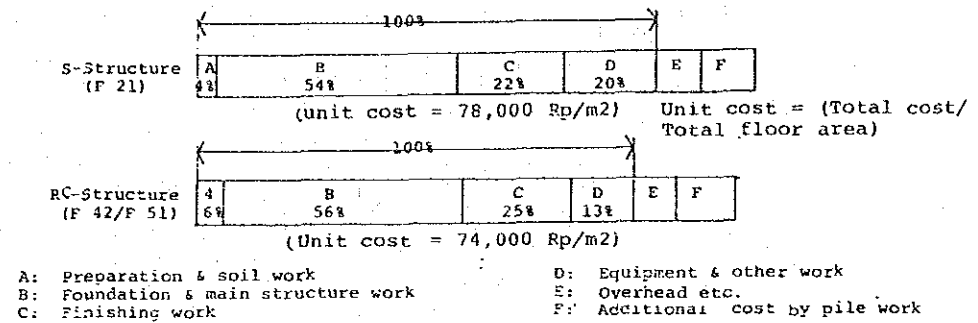 100%
S-Structure A B C D E F
(F 21) 4% 54% 22% 20%
(unit cost = 78,000 Rp/m2) Unit cost = (Total cost/
Total floor area)
100%
RC-Structure 4 B C D E F
(F 42/F 51) 6% 56% 25% 13%
(Unit cost = 74,000 Rp/m2)
A: Preparation & soil work
B: Foundation & main structure work
C: Finishing work
D: Equipment & other work
E: Overhead etc.
F: Additional cost by pile work